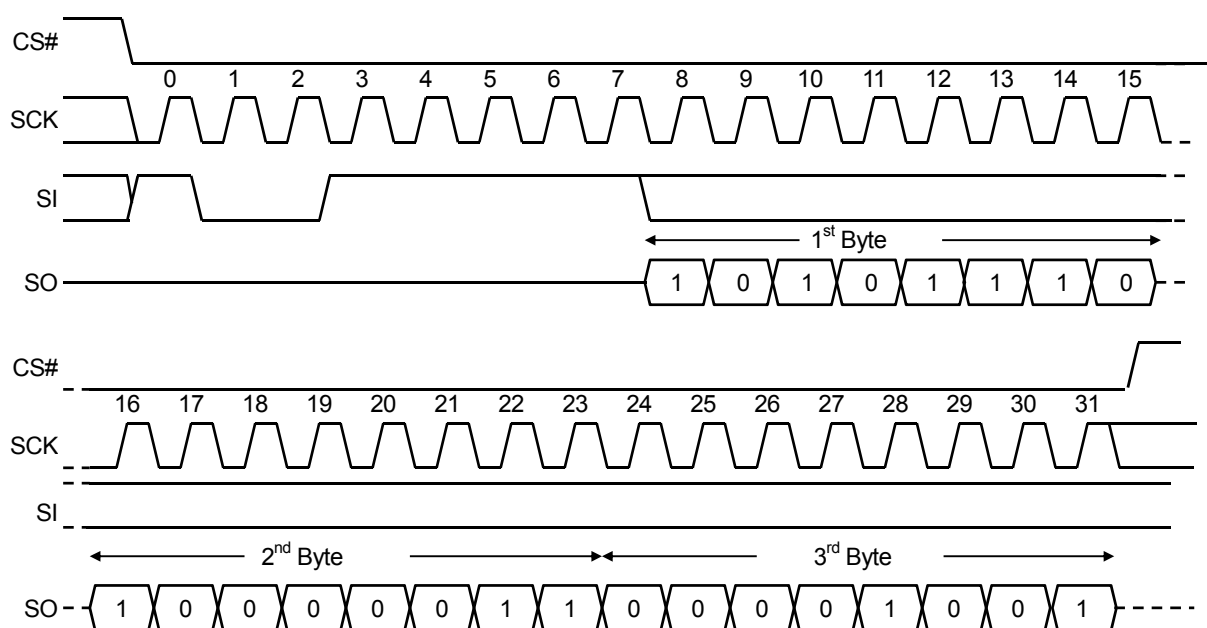 CS#
0 1 2 3 4 5 6 7 8 9 10 11 12 13 14 15
SCK
SI
1st Byte
SO 1 0 1 0 1 1 1 0
CS#
16 17 18 19 20 21 22 23 24 25 26 27 28 29 30 31
SCK
SI
2nd Byte 3rd Byte
SO 1 0 0 0 0 0 1 1 0 0 0 0 1 0 0 1